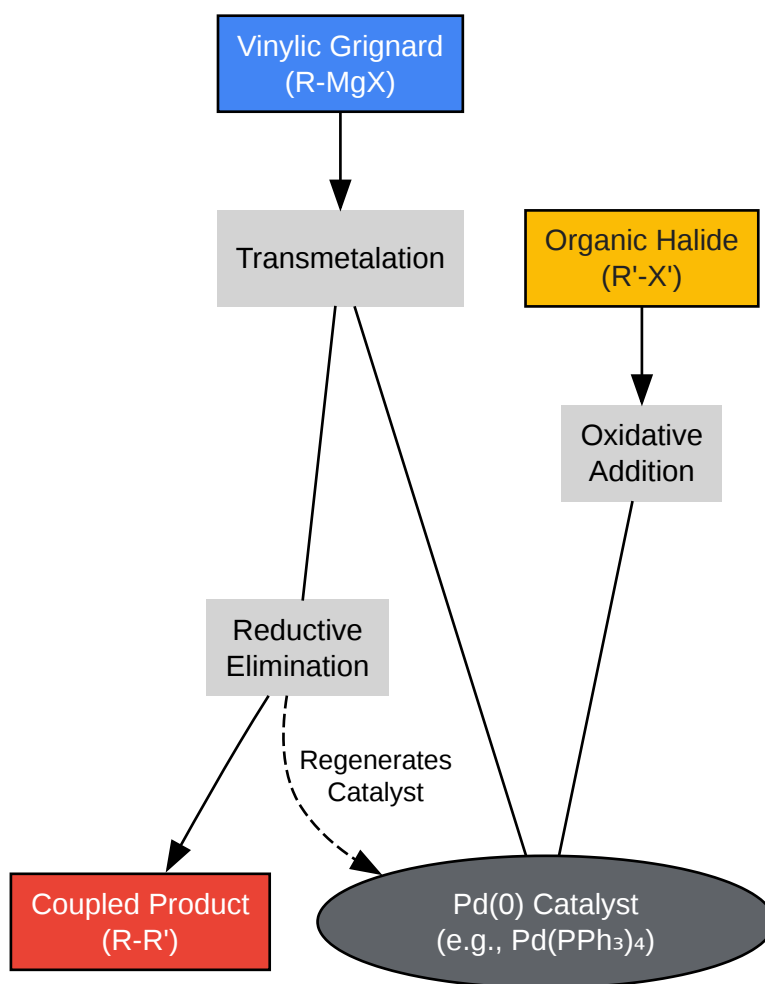 Vinylic Grignard
(R-MgX)
Transmetalation
Organic Halide
(R'-X')
Oxidative
Addition
Reductive
Elimination
Regenerates
Catalyst
Coupled Product
(R-R')
Pd(0) Catalyst
(e.g., Pd(PPh₃)₄)